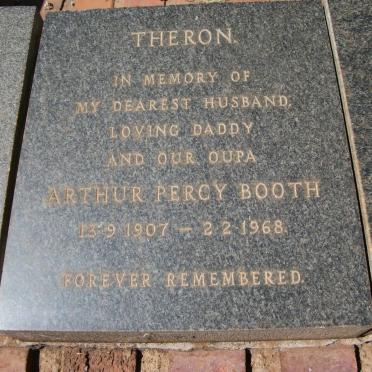 THERON.
IN MEMORY OF
MY DEAREST HUSBAND,
LOVING DADDY
AND OUR OUPA
ARTHUR PERCY BOOTH
13·9·1907 — 2·2·1968.
FOREVER REMEMBERED.